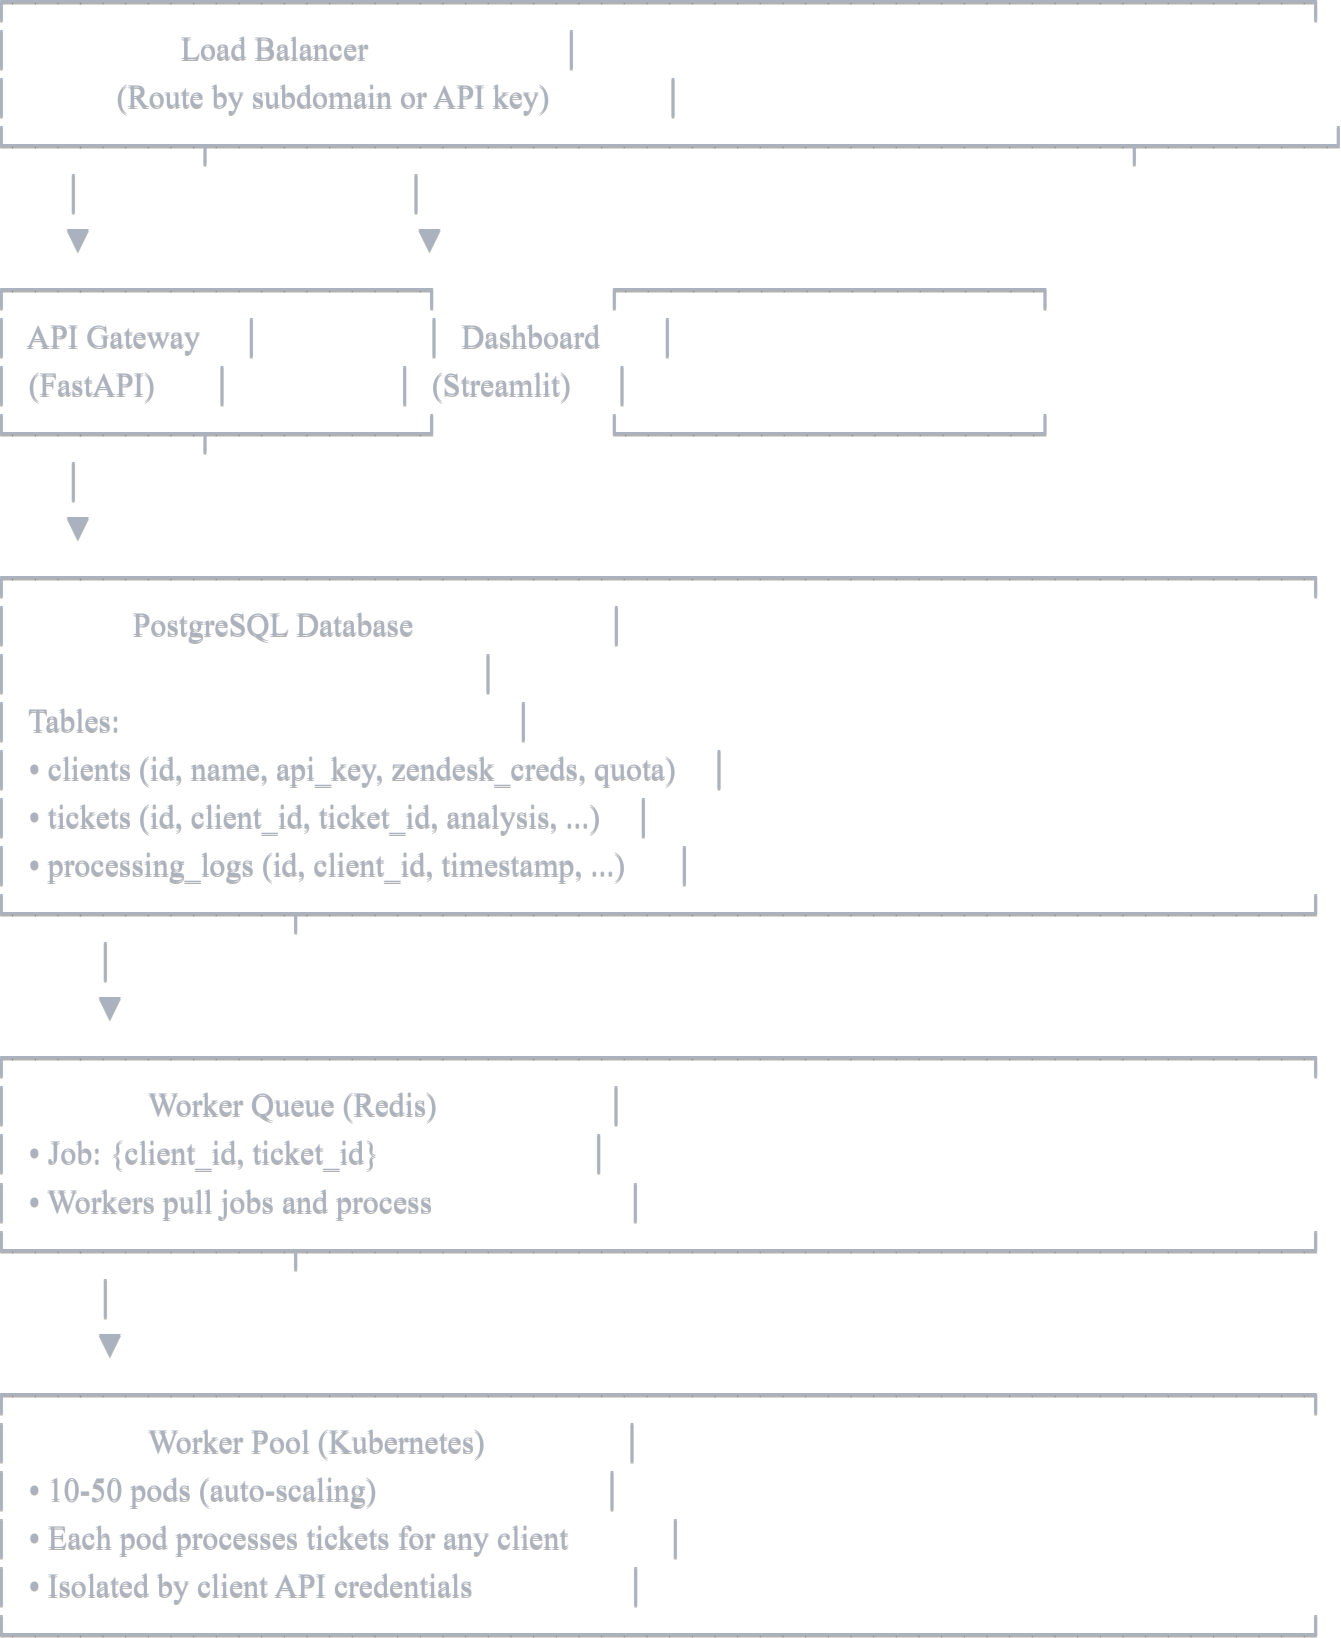 Load Balancer
(Route by subdomain or API key)
API Gateway
Dashboard
(FastAPI)
(Streamlit)
PostgreSQL Database
Tables:
• clients (id, name, api_key, zendesk_creds, quota)
• tickets (id, client_id, ticket_id, analysis, ...)
• processing_logs (id, client_id, timestamp, ...)
Worker Queue (Redis)
• Job: {client_id, ticket_id}
• Workers pull jobs and process
Worker Pool (Kubernetes)
• 10-50 pods (auto-scaling)
• Each pod processes tickets for any client
• Isolated by client API credentials